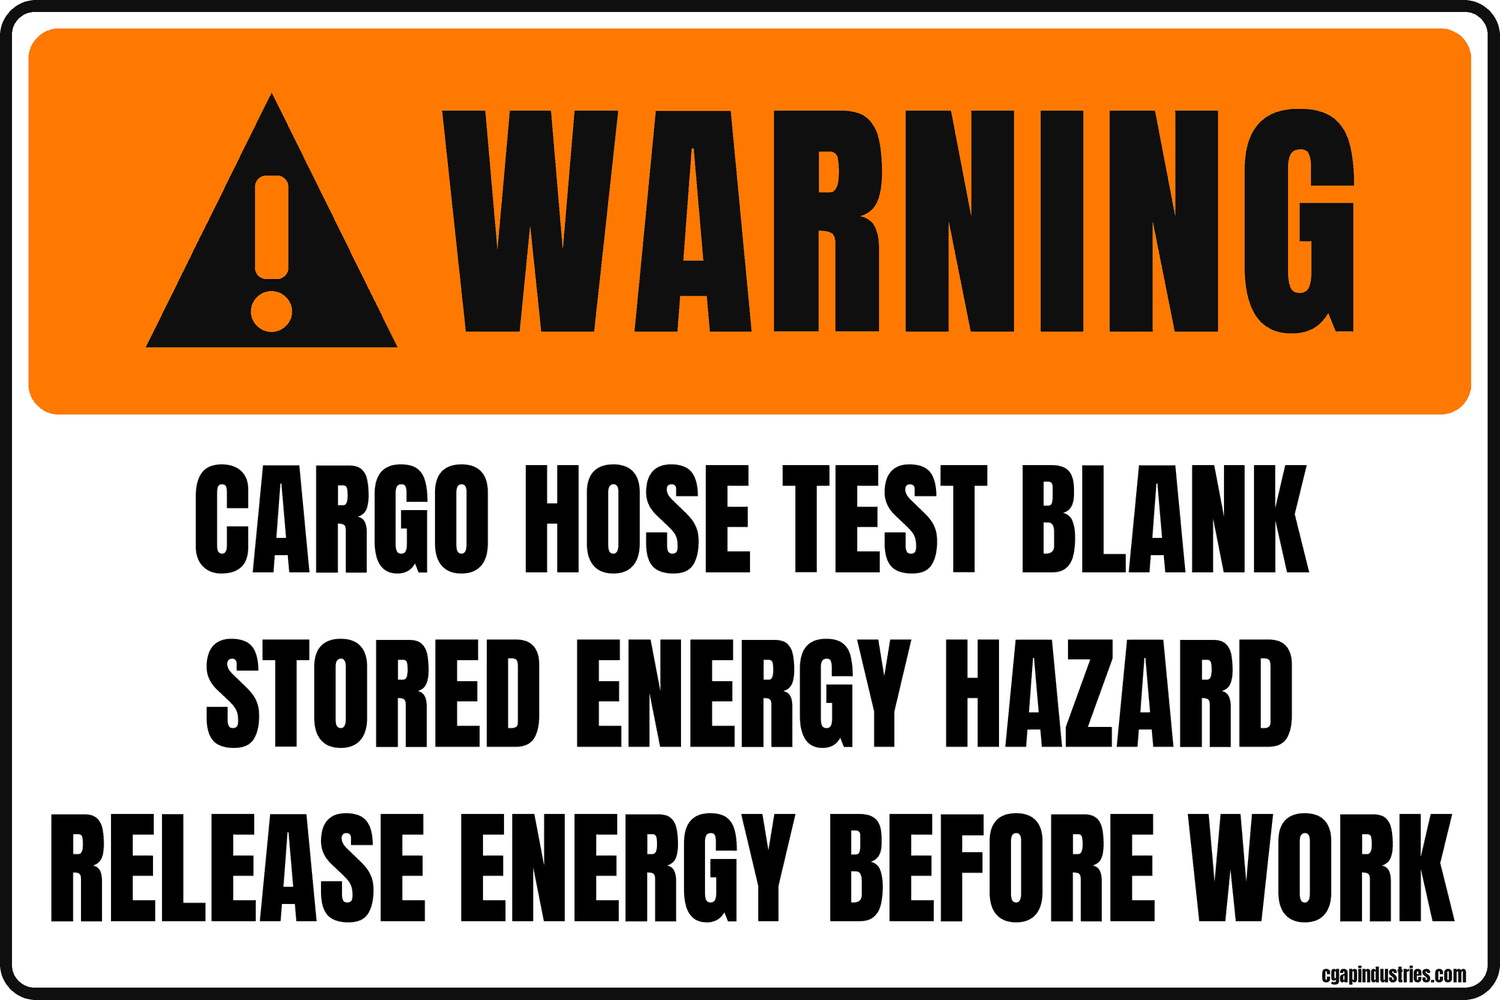 WARNING
CARGO HOSE TEST BLANK
STORED ENERGY HAZARD
RELEASE ENERGY BEFORE WORK
cgapindustries.com